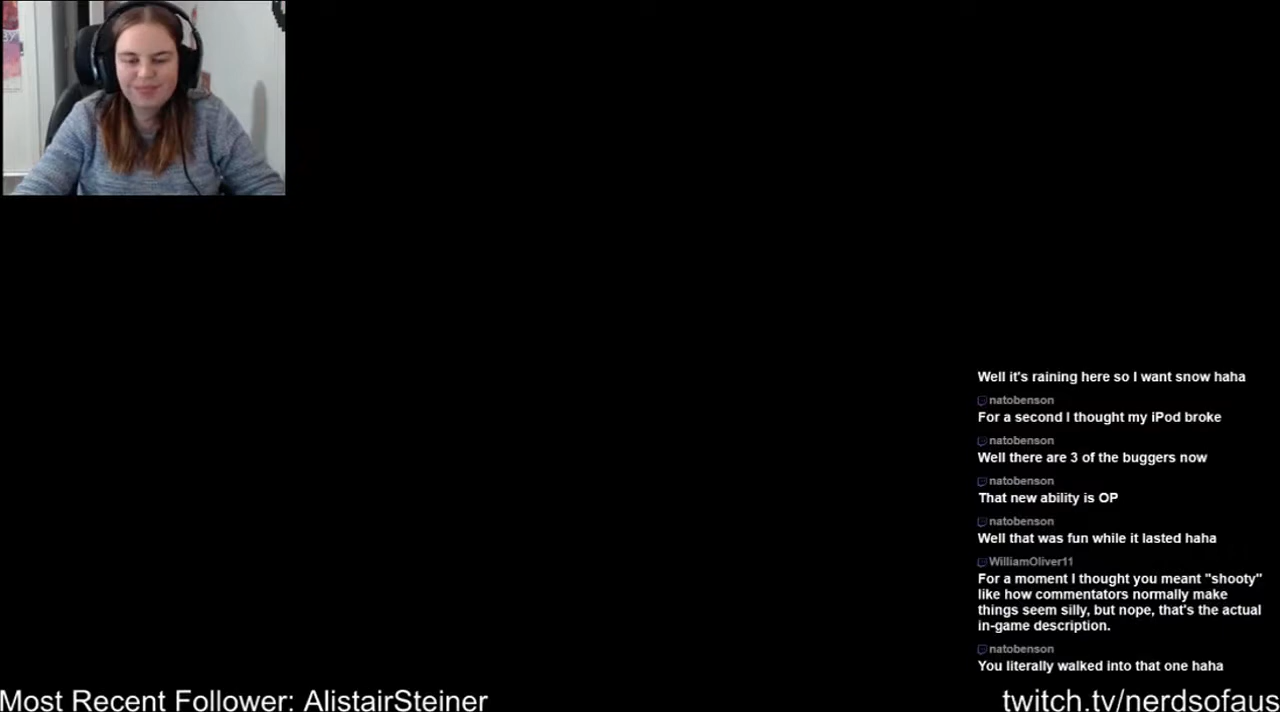 Well it's raining here so I want snow haha
natobenson
For a second I thought my iPod broke
natobenson
Well there are 3 of the buggers now
natobenson
That new ability is OP
natobenson
Well that was fun while it lasted haha
WilliamOliver11
For a moment I thought you meant "shooty"
like how commentators normally make
things seem silly, but nope, that's the actual
in-game description.
natobenson
You literally walked into that one haha
Most Recent Follower: AlistairSteiner
twitch.tv/nerdsofaus